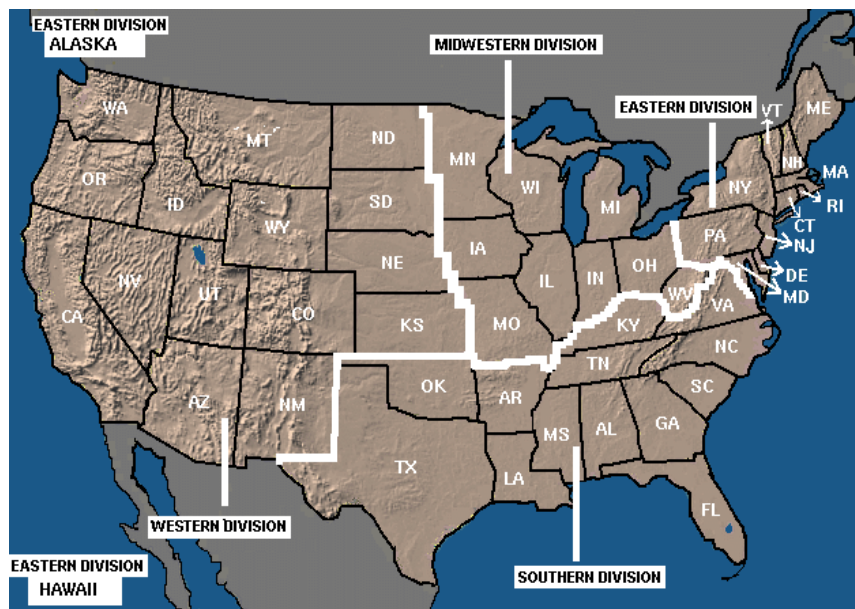 EASTERN DIVISION
ALASKA
MIDWESTERN DIVISION
EASTERN DIVISION
VT
ME
WA
MT
ND
MN
OR
ID
SD
WI
MI
NY
NH
MA
RI
CT
WY
NE
IA
PA
NJ
NV
UT
CO
IL
IN
OH
DE
MD
CA
KS
MO
WV
VA
KY
NC
TN
AZ
NM
OK
AR
SC
MS
AL
GA
TX
LA
FL
WESTERN DIVISION
SOUTHERN DIVISION
EASTERN DIVISION
HAWAII